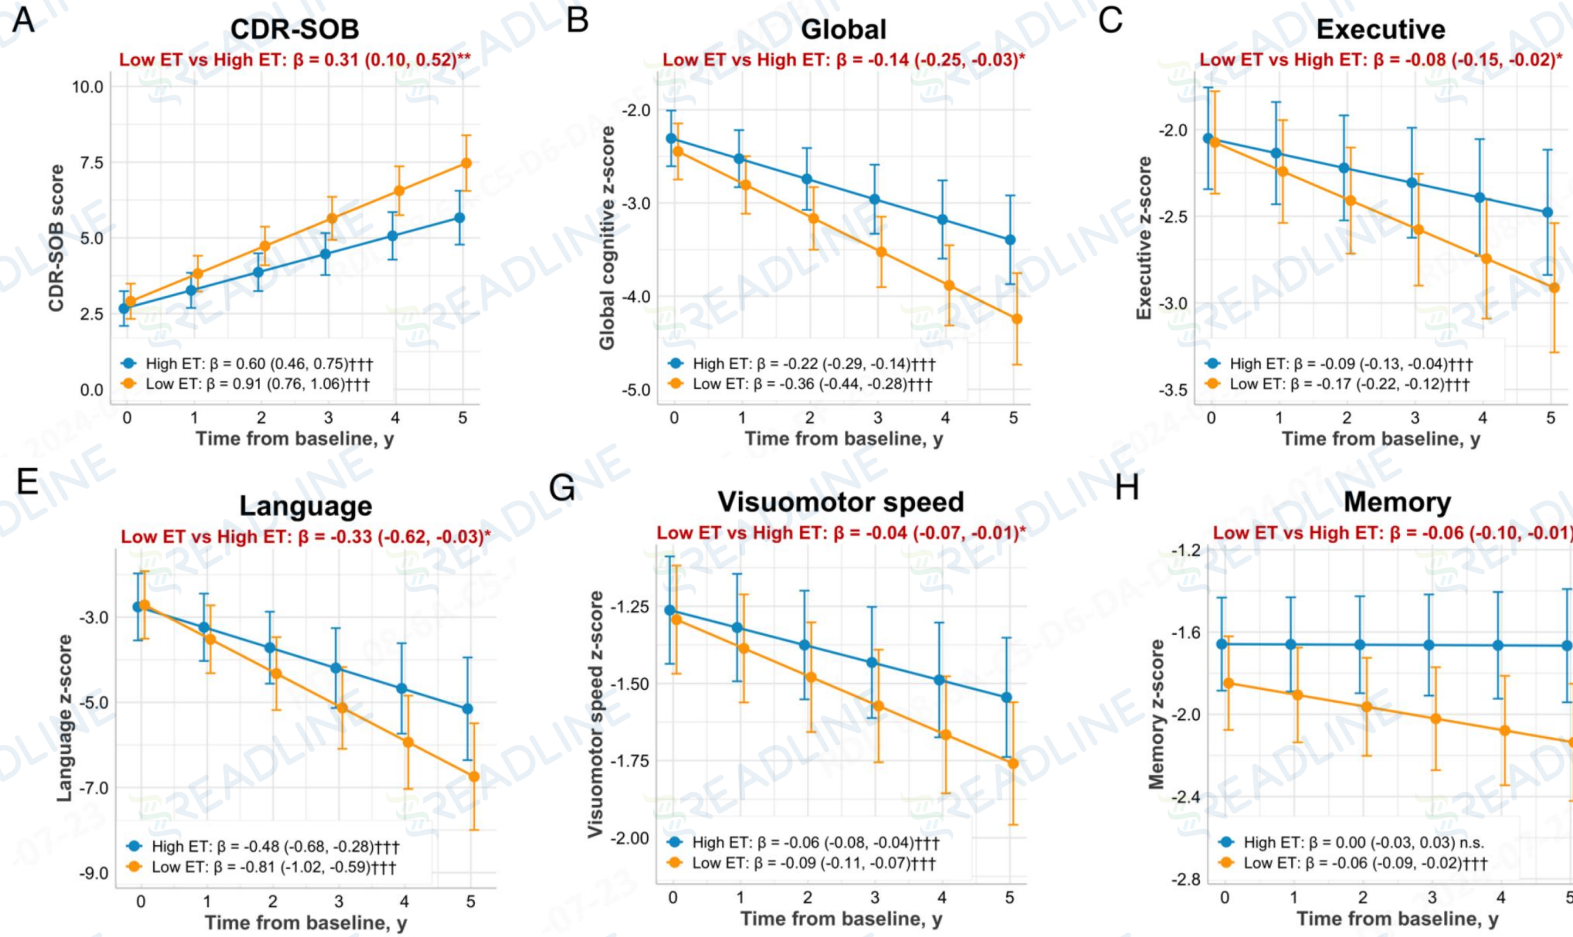 A
CDR-SOB
Low ET vs High ET: β = 0.31 (0.10, 0.52)**
CDR-SOB score
10.0
7.5
5.0
2.5
0.0
High ET: β = 0.60 (0.46, 0.75)†††
Low ET: β = 0.91 (0.76, 1.06)†††
0 1 2 3 4 5
Time from baseline, y
B
Global
Low ET vs High ET: β = -0.14 (-0.25, -0.03)*
Global cognitive z-score
-2.0
-3.0
-4.0
-5.0
High ET: β = -0.22 (-0.29, -0.14)†††
Low ET: β = -0.36 (-0.44, -0.28)†††
0 1 2 3 4 5
Time from baseline, y
C
Executive
Low ET vs High ET: β = -0.08 (-0.15, -0.02)*
Executive z-score
-2.0
-2.5
-3.0
-3.5
High ET: β = -0.09 (-0.13, -0.04)†††
Low ET: β = -0.17 (-0.22, -0.12)†††
0 1 2 3 4 5
Time from baseline, y
E
Language
Low ET vs High ET: β = -0.33 (-0.62, -0.03)*
Language z-score
-3.0
-5.0
-7.0
-9.0
High ET: β = -0.48 (-0.68, -0.28)†††
Low ET: β = -0.81 (-1.02, -0.59)†††
0 1 2 3 4 5
Time from baseline, y
G
Visuomotor speed
Low ET vs High ET: β = -0.04 (-0.07, -0.01)*
Visuomotor speed z-score
-1.25
-1.50
-1.75
-2.00
High ET: β = -0.06 (-0.08, -0.04)†††
Low ET: β = -0.09 (-0.11, -0.07)†††
0 1 2 3 4 5
Time from baseline, y
H
Memory
Low ET vs High ET: β = -0.06 (-0.10, -0.01)
Memory z-score
-1.2
-1.6
-2.0
-2.4
-2.8
High ET: β = 0.00 (-0.03, 0.03) n.s.
Low ET: β = -0.06 (-0.09, -0.02)†††
0 1 2 3 4 5
Time from baseline, y
READLINE